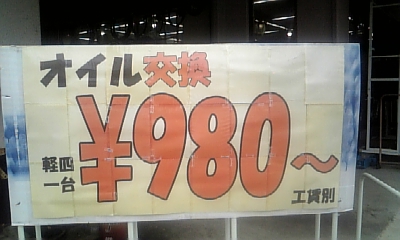 オイル交換
軽四
一台
¥980〜
工賃別